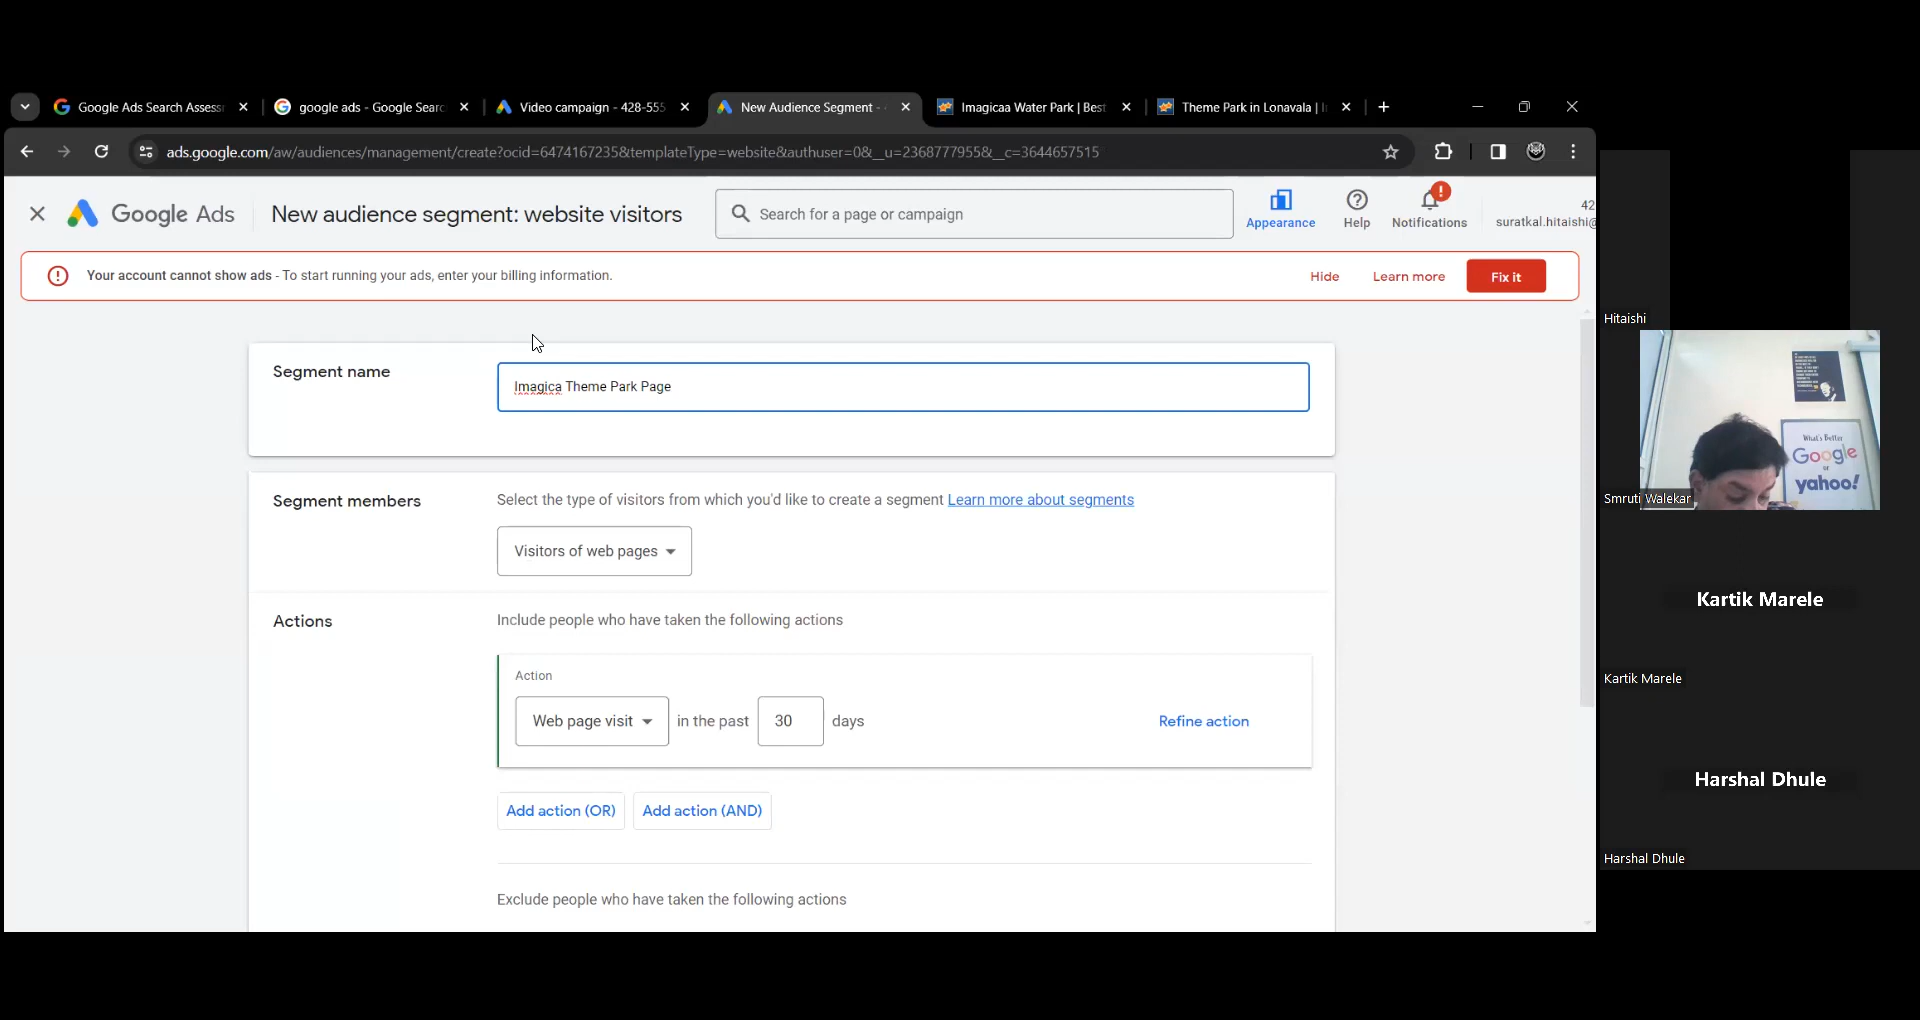 Google Ads Search Assess
google ads - Google Searc
Video campaign - 428-555
New Audience Segment -
Imagicaa Water Park | Best
Theme Park in Lonavala |
ads.google.com/aw/audiences/management/create?ocid=6474167235&templateType=website&authuser=0&__u=2368777955&__c=3644657515
Google Ads
New audience segment: website visitors
Search for a page or campaign
Appearance
Help
Notifications
42
suratkal.hitaishi@
Your account cannot show ads - To start running your ads, enter your billing information.
Hide
Learn more
Fix it
Segment name
Imagica Theme Park Page
Segment members
Select the type of visitors from which you'd like to create a segment Learn more about segments
Visitors of web pages
Actions
Include people who have taken the following actions
Action
Web page visit in the past 30 days
Refine action
Add action (OR)
Add action (AND)
Exclude people who have taken the following actions
Hitaishi
What's Better
Google
or
yahoo!
Smruti Walekar
Kartik Marele
Kartik Marele
Harshal Dhule
Harshal Dhule